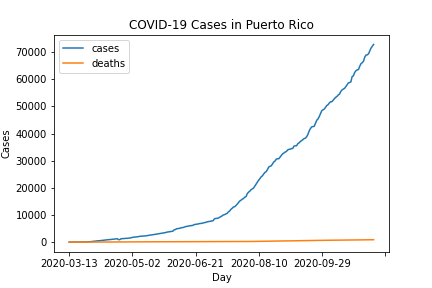 COVID-19 Cases in Puerto Rico
cases
deaths
70000
60000
50000
40000
30000
20000
10000
0
Cases
2020-03-13 2020-05-02 2020-06-21 2020-08-10 2020-09-29
Day